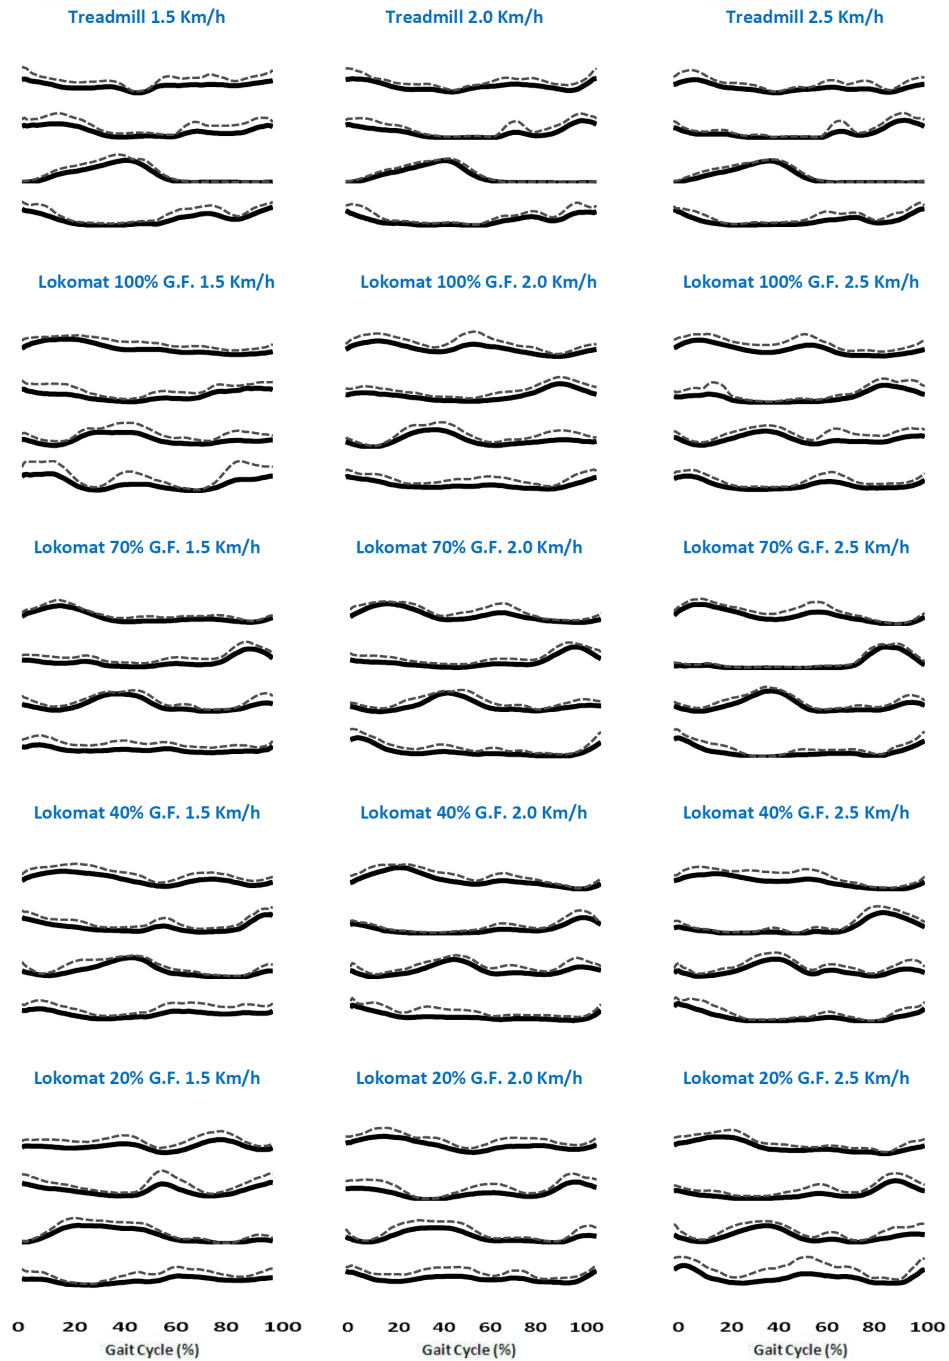 Treadmill 1.5 Km/h Treadmill 2.0 Km/h Treadmill 2.5 Km/h
Lokomat 100% G.F. 1.5 Km/h Lokomat 100% G.F. 2.0 Km/h Lokomat 100% G.F. 2.5 Km/h
Lokomat 70% G.F. 1.5 Km/h Lokomat 70% G.F. 2.0 Km/h Lokomat 70% G.F. 2.5 Km/h
Lokomat 40% G.F. 1.5 Km/h Lokomat 40% G.F. 2.0 Km/h Lokomat 40% G.F. 2.5 Km/h
Lokomat 20% G.F. 1.5 Km/h Lokomat 20% G.F. 2.0 Km/h Lokomat 20% G.F. 2.5 Km/h
0 20 40 60 80 100 0 20 40 60 80 100 0 20 40 60 80 100
Gait Cycle (%) Gait Cycle (%) Gait Cycle (%)